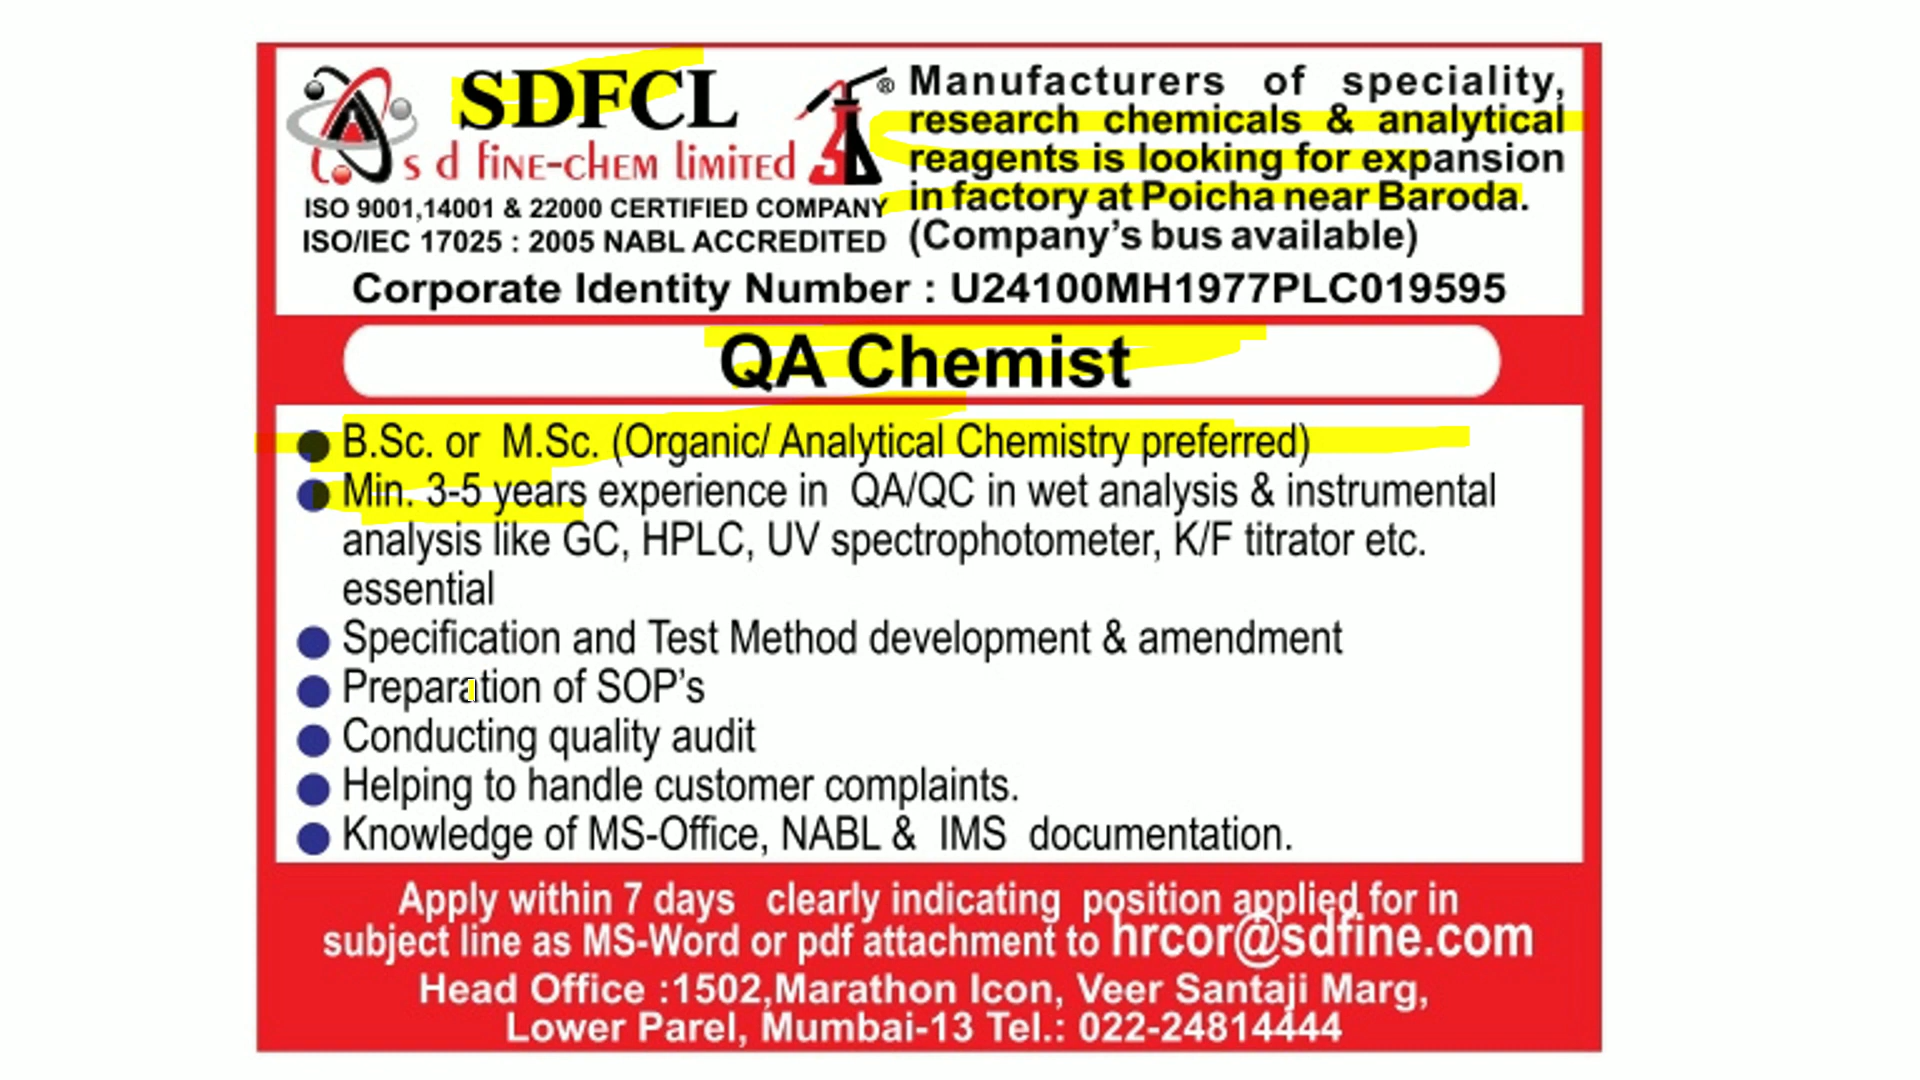 SDFCL
s d fiNE-cHEM limitEd
®
ISO 9001,14001 & 22000 CERTIFIED COMPANY
ISO/IEC 17025 : 2005 NABL ACCREDITED
Manufacturers of speciality,
research chemicals & analytical
reagents is looking for expansion
in factory at Poicha near Baroda.
(Company's bus available)
Corporate Identity Number : U24100MH1977PLC019595
QA Chemist
● B.Sc. or M.Sc. (Organic/ Analytical Chemistry preferred)
● Min. 3-5 years experience in QA/QC in wet analysis & instrumental
analysis like GC, HPLC, UV spectrophotometer, K/F titrator etc.
essential
● Specification and Test Method development & amendment
● Preparation of SOP's
● Conducting quality audit
● Helping to handle customer complaints.
● Knowledge of MS-Office, NABL & IMS documentation.
Apply within 7 days clearly indicating position applied for in
subject line as MS-Word or pdf attachment to hrcor@sdfine.com
Head Office :1502,Marathon Icon, Veer Santaji Marg,
Lower Parel, Mumbai-13 Tel.: 022-24814444